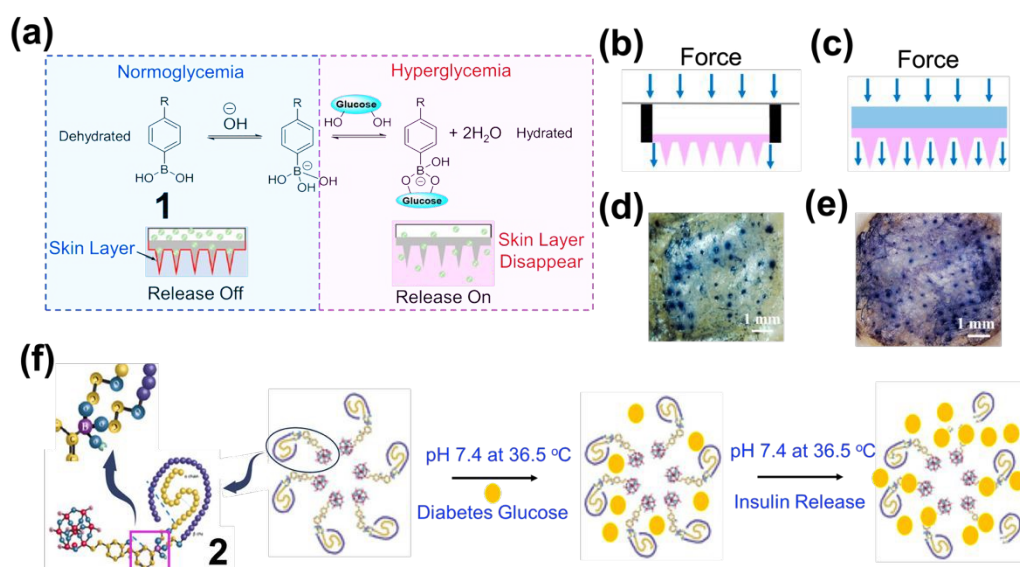 (a)
Normoglycemia
Hyperglycemia
R
⊖
OH
Dehydrated
B
HO
OH
1
R
B
⊖
OH
HO
OH
Glucose
HO
OH
R
OH
B
⊖
O
O
Glucose
+ 2H2O
Hydrated
Skin Layer
Release Off
Skin Layer
Disappear
Release On
(b)
Force
(c)
Force
(d)
1 mm
(e)
1 mm
(f)
2
pH 7.4 at 36.5 °C
Diabetes Glucose
pH 7.4 at 36.5 °C
Insulin Release